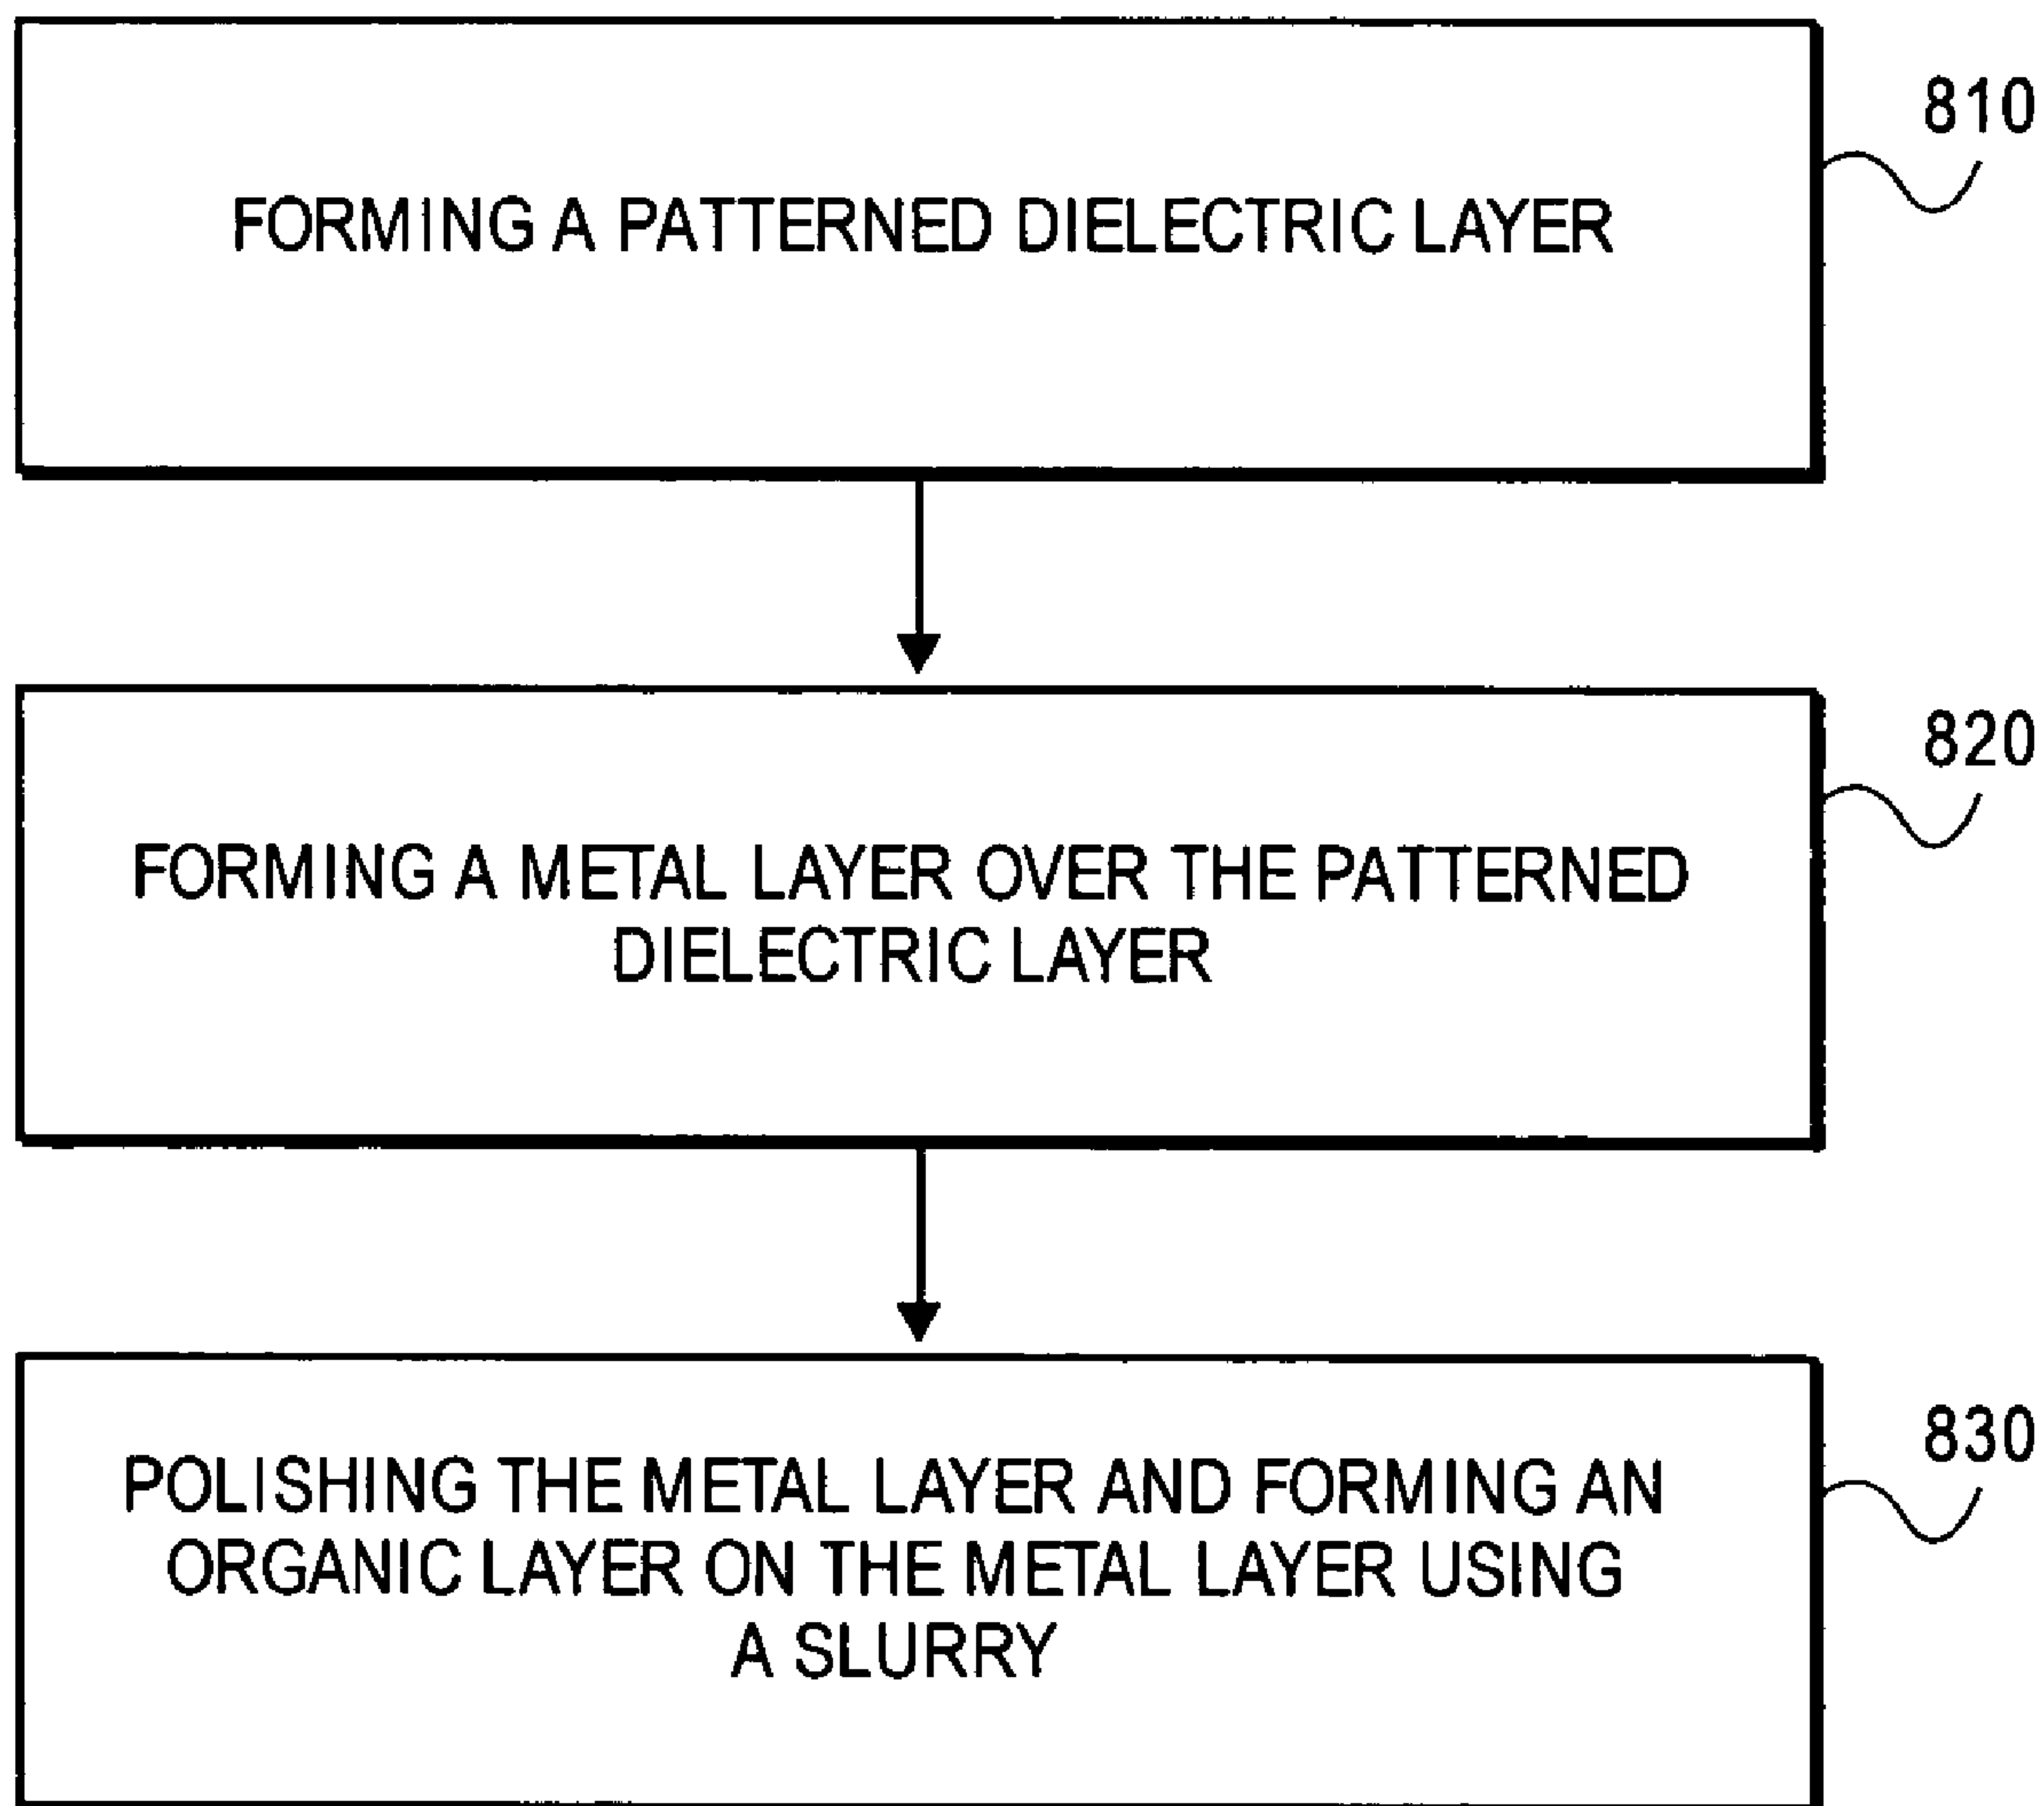 810
FORMING A PATTERNED DIELECTRIC LAYER
820
FORMING A METAL LAYER OVER THE PATTERNED
DIELECTRIC LAYER
830
POLISHING THE METAL LAYER AND FORMING AN
ORGANIC LAYER ON THE METAL LAYER USING
A SLURRY